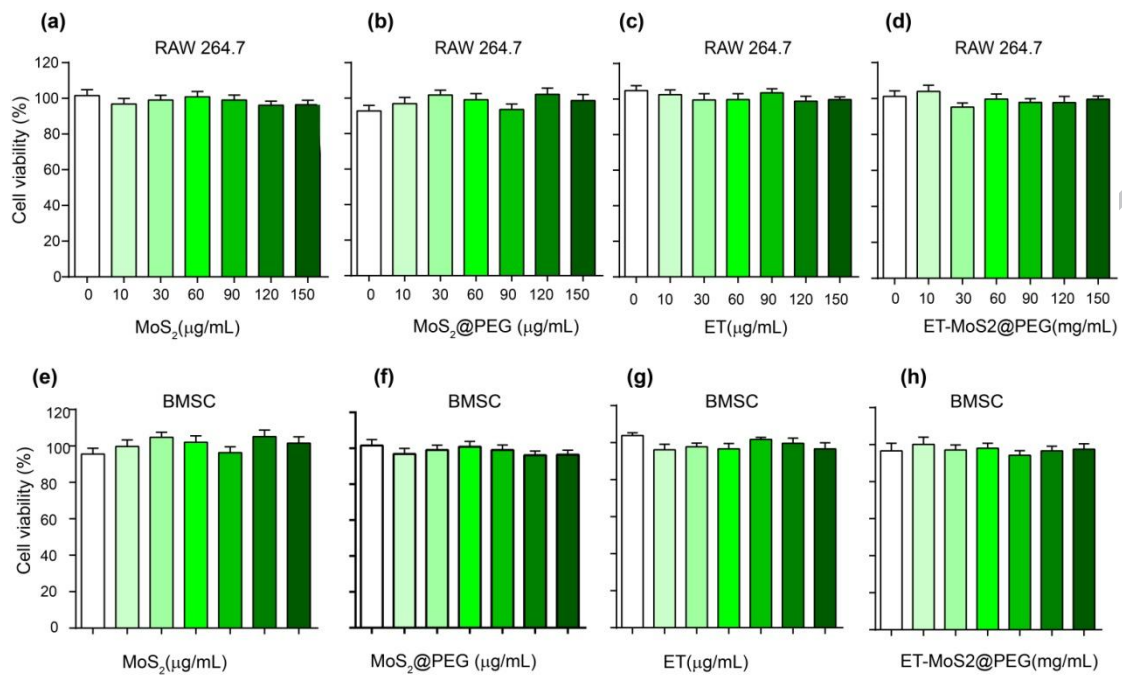 (a)
RAW 264.7
120
100
80
60
40
20
0
Cell viability (%)
0 10 30 60 90 120 150
MoS₂(μg/mL)
(b)
RAW 264.7
0 10 30 60 90 120 150
MoS₂@PEG (μg/mL)
(c)
RAW 264.7
0 10 30 60 90 120 150
ET(μg/mL)
(d)
RAW 264.7
0 10 30 60 90 120 150
ET-MoS2@PEG(mg/mL)
(e)
BMSC
120
100
80
60
40
20
0
Cell viability (%)
MoS₂(μg/mL)
(f)
BMSC
MoS₂@PEG (μg/mL)
(g)
BMSC
ET(μg/mL)
(h)
BMSC
ET-MoS2@PEG(mg/mL)